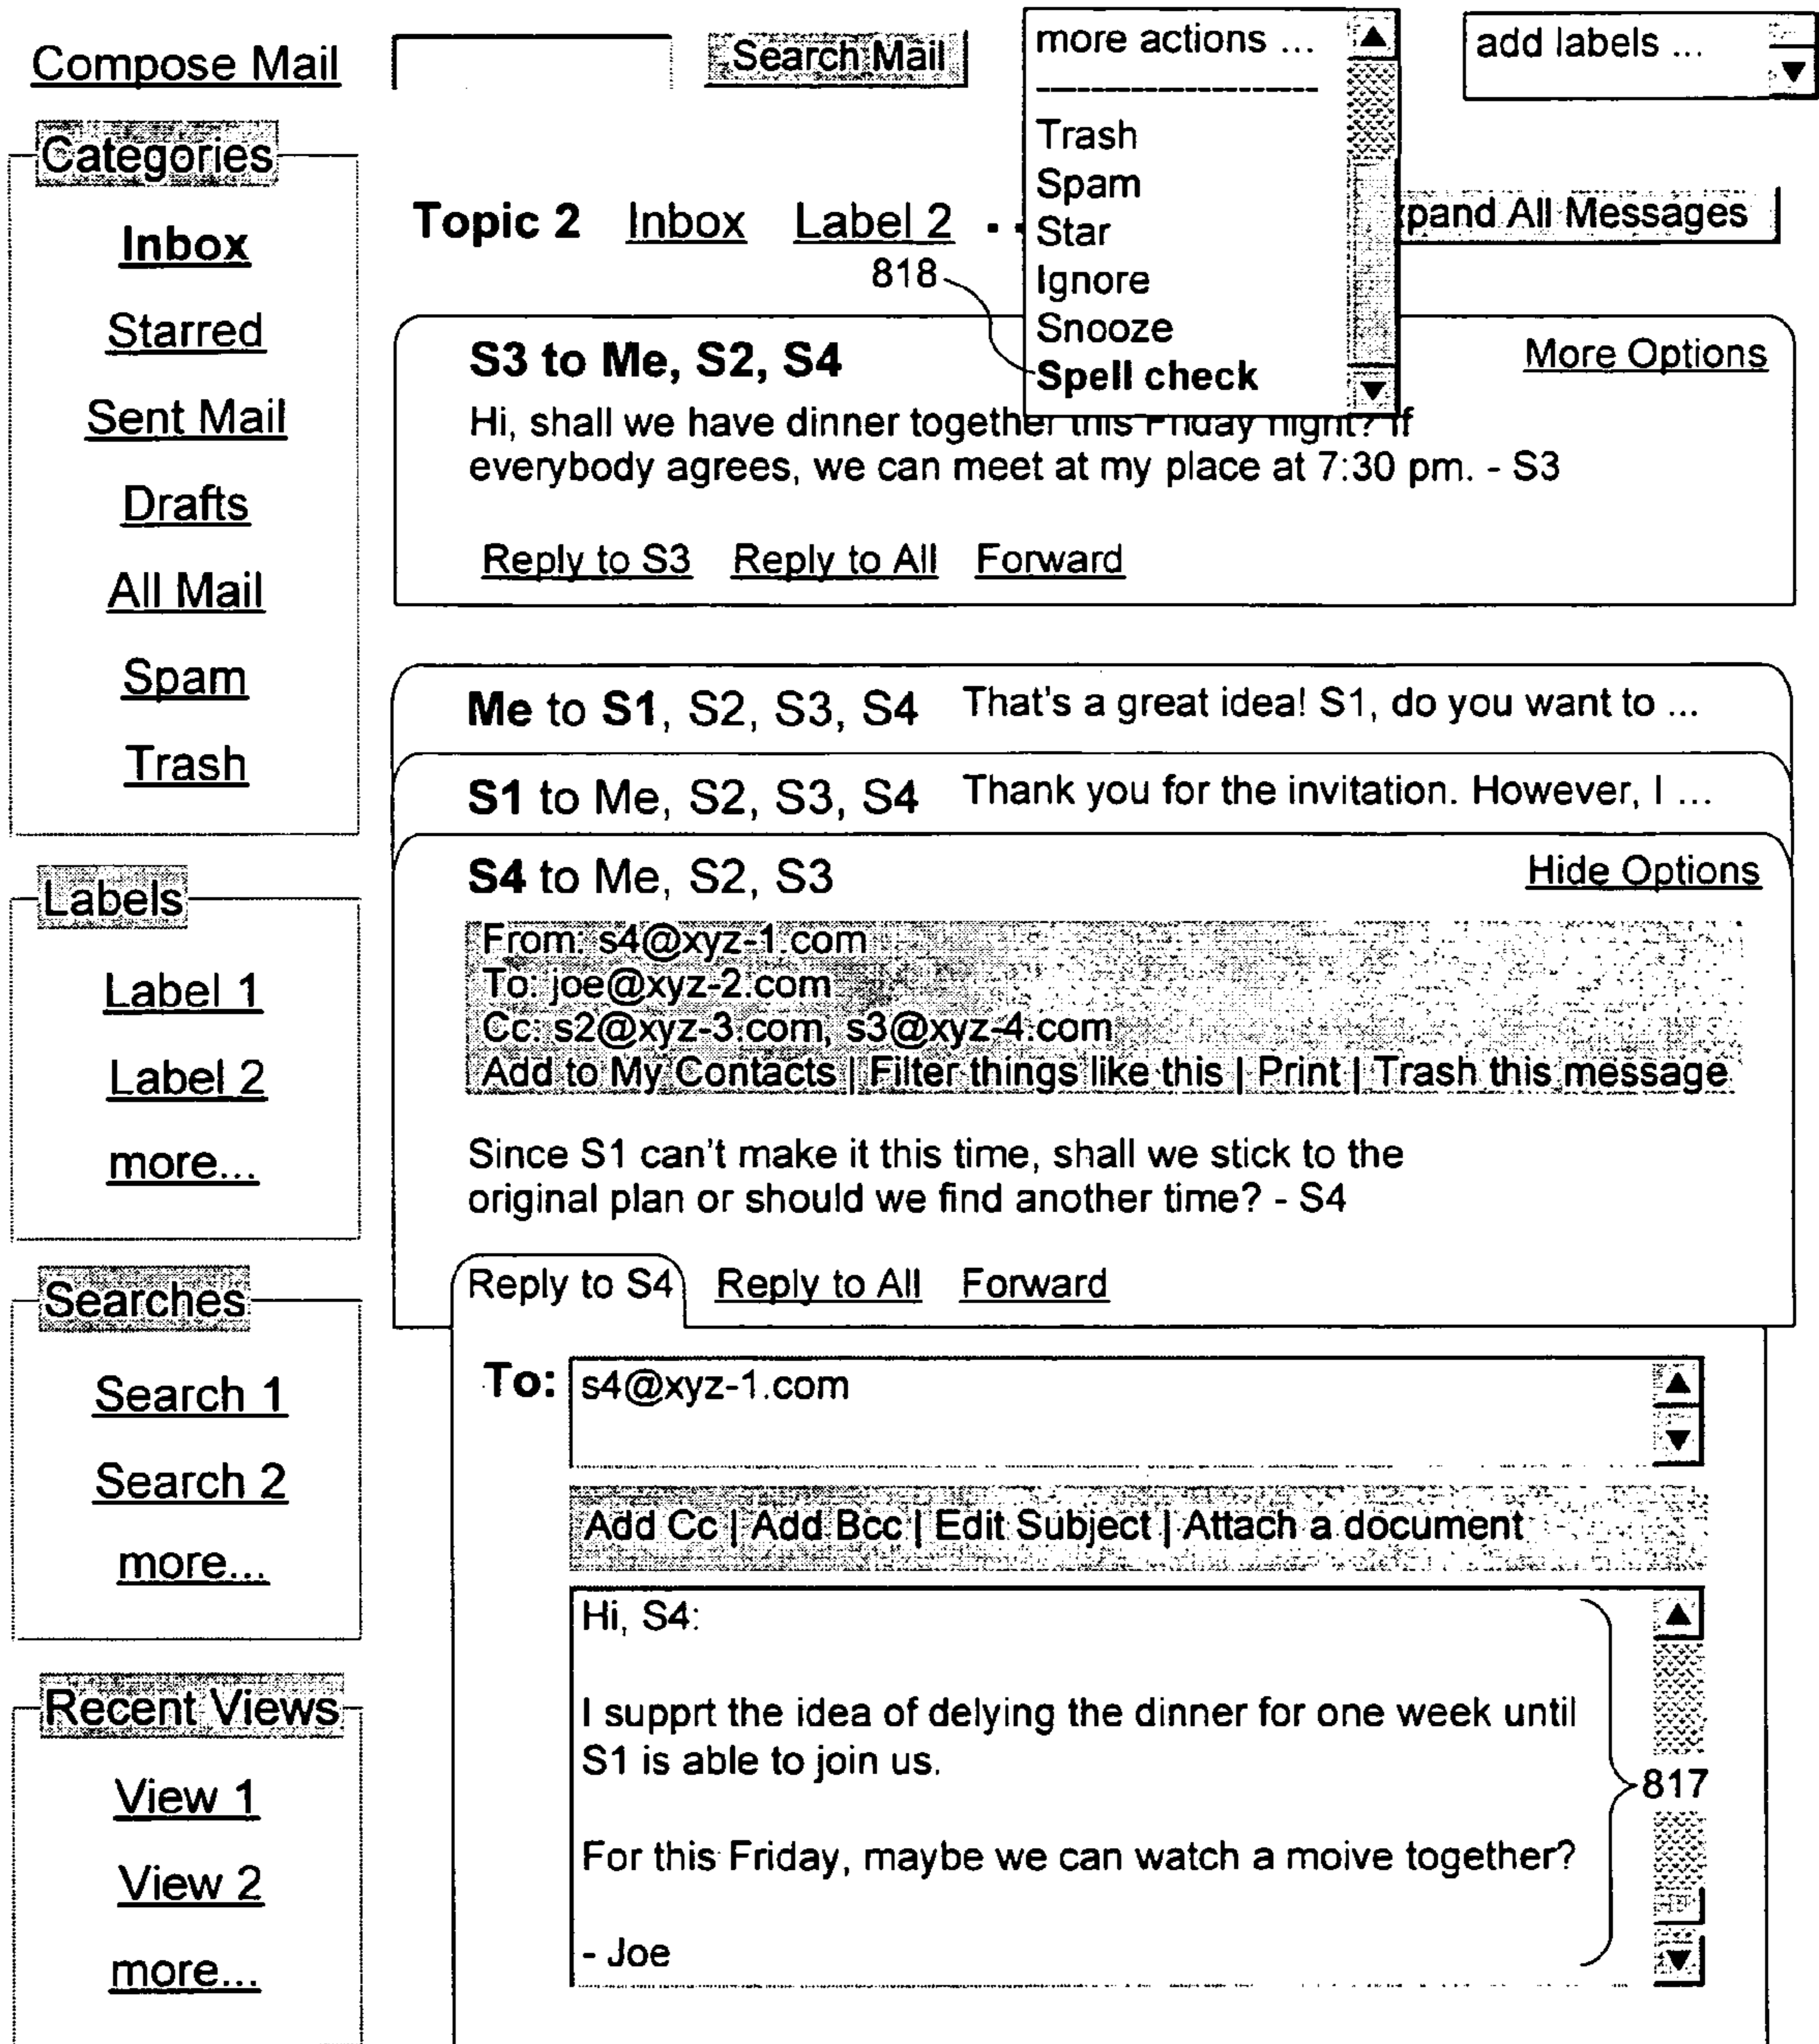 Compose Mail
Search Mail
more actions ...
--------------------
Trash
Spam
Star
Ignore
Snooze
Spell check
add labels ...
Categories
Inbox
Starred
Sent Mail
Drafts
All Mail
Spam
Trash
Labels
Label 1
Label 2
more...
Searches
Search 1
Search 2
more...
Recent Views
View 1
View 2
more...
Topic 2 Inbox Label 2
pand All Messages
818
S3 to Me, S2, S4 More Options
Hi, shall we have dinner together this Friday night? If
everybody agrees, we can meet at my place at 7:30 pm. - S3
Reply to S3 Reply to All Forward
Me to S1, S2, S3, S4 That's a great idea! S1, do you want to ...
S1 to Me, S2, S3, S4 Thank you for the invitation. However, I ...
S4 to Me, S2, S3 Hide Options
From: s4@xyz-1.com
To: joe@xyz-2.com
Cc: s2@xyz-3.com, s3@xyz-4.com
Add to My Contacts | Filter things like this | Print | Trash this message
Since S1 can't make it this time, shall we stick to the
original plan or should we find another time? - S4
Reply to S4 Reply to All Forward
To: s4@xyz-1.com
Add Cc | Add Bcc | Edit Subject | Attach a document
Hi, S4:
I supprt the idea of delying the dinner for one week until
S1 is able to join us.
817
For this Friday, maybe we can watch a moive together?
- Joe